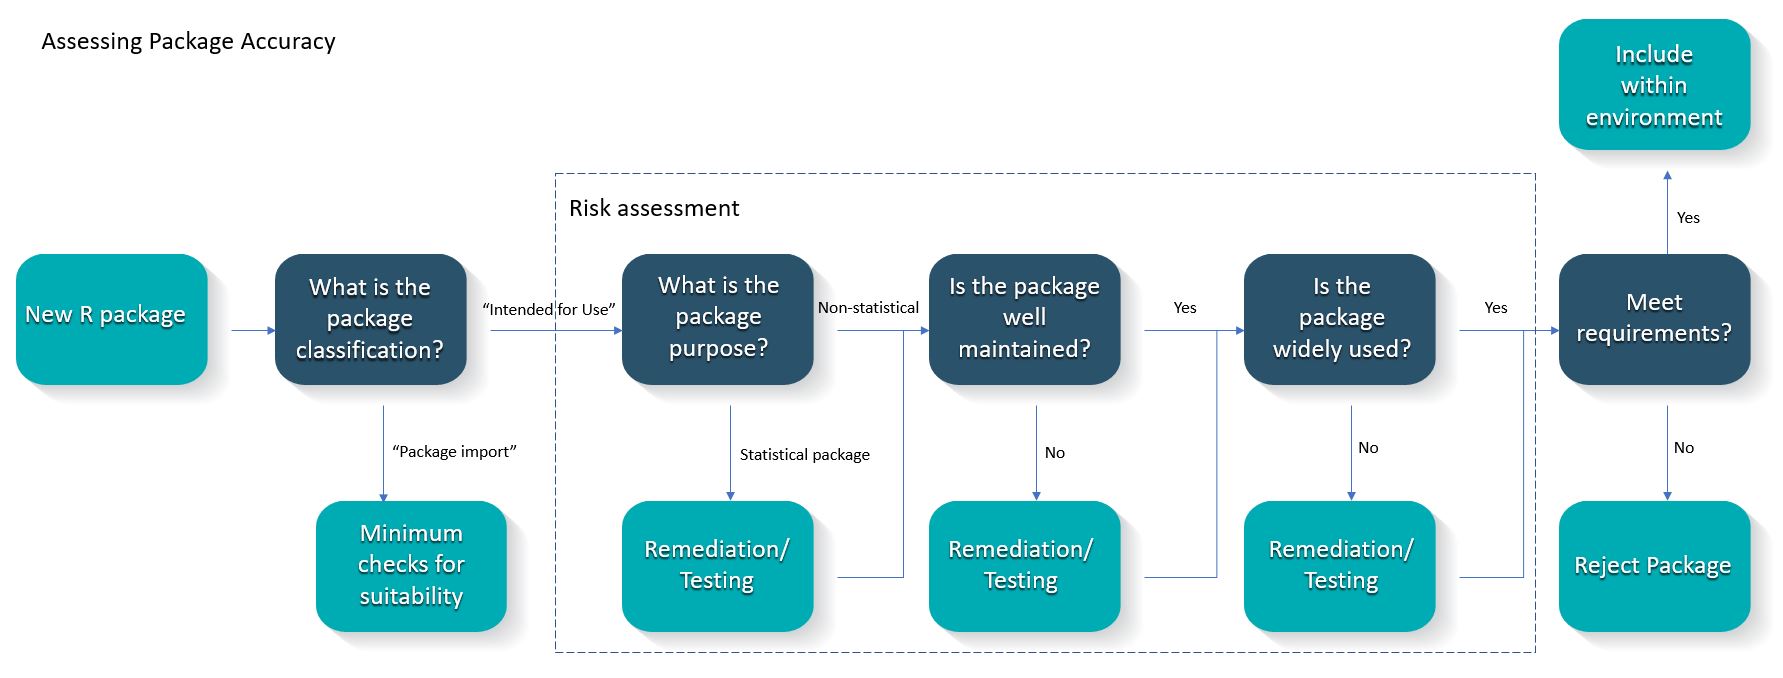 Assessing Package Accuracy
Include
within
environment
Yes
Risk assessment
New R package
What is the
package
classification?
“Intended for Use”
What is the
package
purpose?
Non-statistical
Is the package
well
maintained?
Yes
Is the
package
widely used?
Yes
Meet
requirements?
“Package import”
Statistical package
No
No
No
Minimum
checks for
suitability
Remediation/
Testing
Remediation/
Testing
Remediation/
Testing
Reject Package